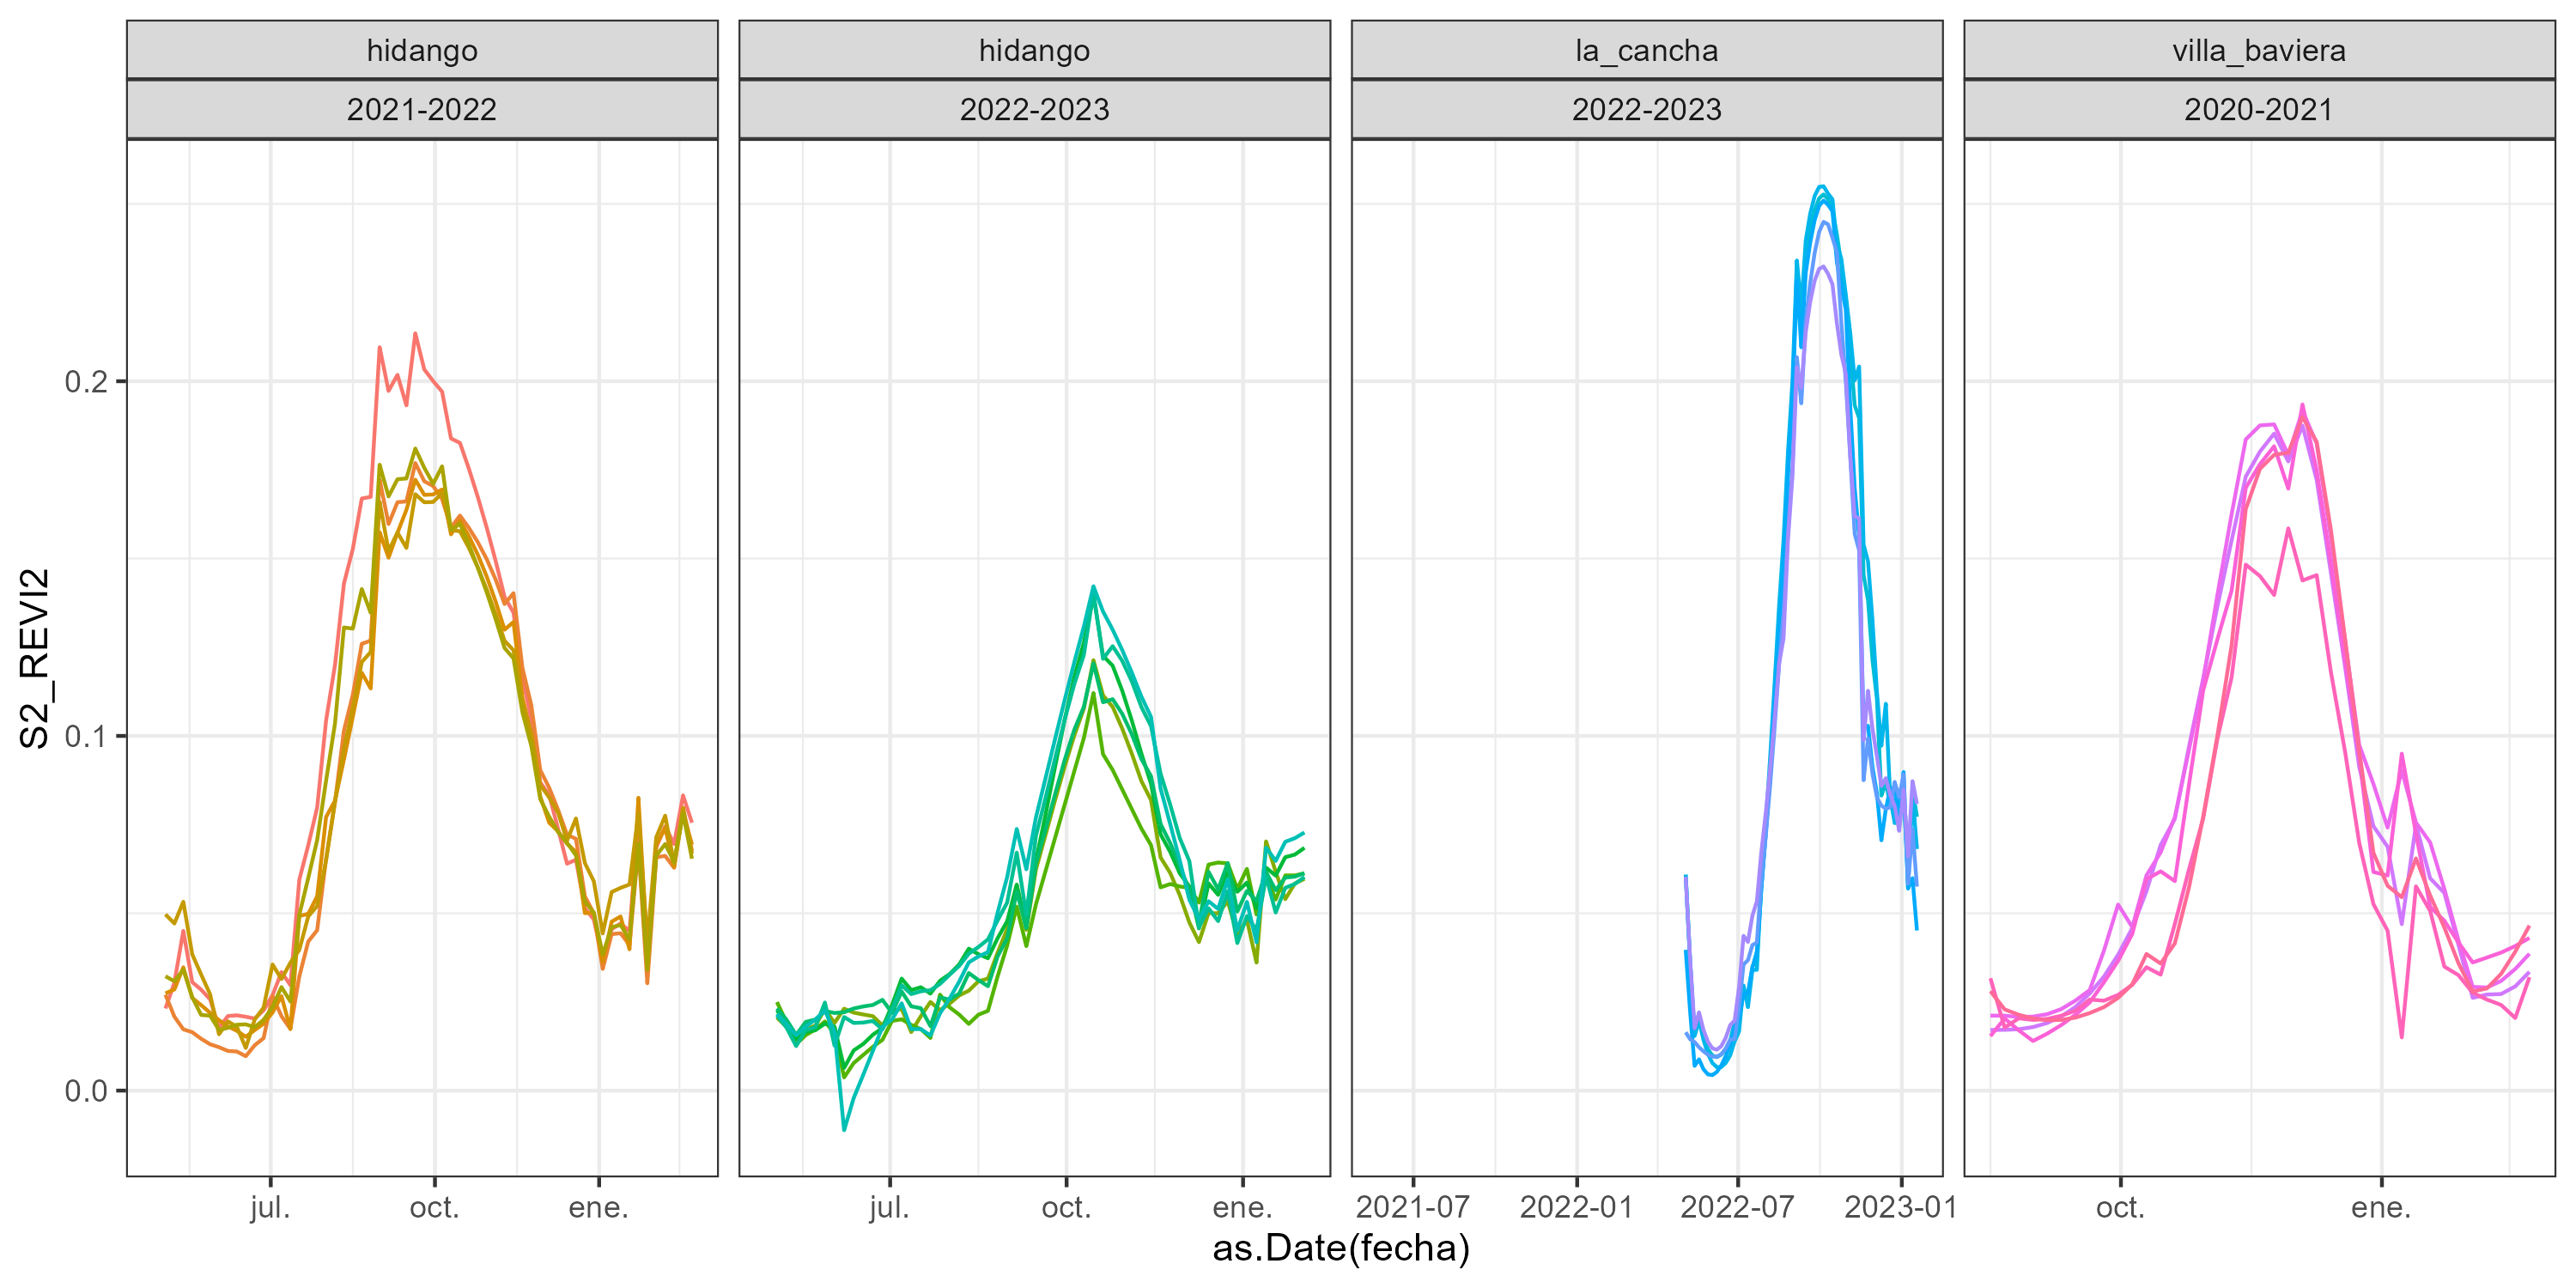 hidango hidango la_cancha villa_baviera
2021-2022 2022-2023 2022-2023 2020-2021
S2_REVI2
0.2
0.1
0.0
jul. oct. ene. jul. oct. ene. 2021-07 2022-01 2022-07 2023-01 oct. ene.
as.Date(fecha)